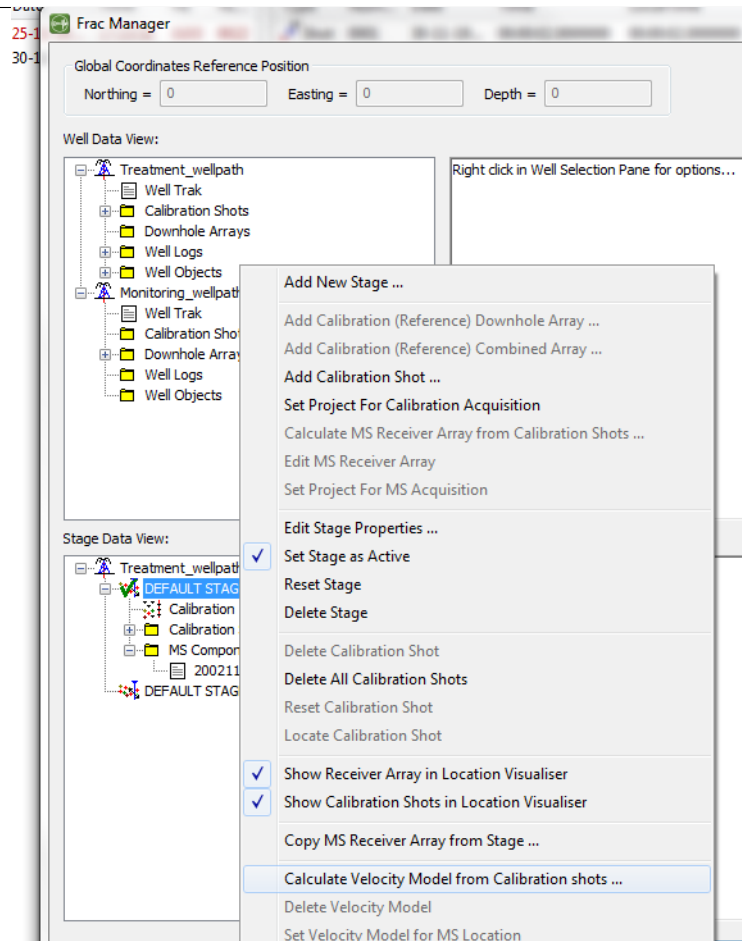 Frac Manager
25-1
30-1
Global Coordinates Reference Position
Northing = 0 Easting = 0 Depth = 0
Well Data View:
Treatment_wellpath
Well Trak
Calibration Shots
Downhole Arrays
Well Logs
Well Objects
Monitoring_wellpath
Well Trak
Calibration Shot
Downhole Array
Well Logs
Well Objects
Right click in Well Selection Pane for options...
Add New Stage ...
Add Calibration (Reference) Downhole Array ...
Add Calibration (Reference) Combined Array ...
Add Calibration Shot ...
Set Project For Calibration Acquisition
Calculate MS Receiver Array from Calibration Shots ...
Edit MS Receiver Array
Set Project For MS Acquisition
Edit Stage Properties ...
Set Stage as Active
Reset Stage
Delete Stage
Delete Calibration Shot
Delete All Calibration Shots
Reset Calibration Shot
Locate Calibration Shot
Show Receiver Array in Location Visualiser
Show Calibration Shots in Location Visualiser
Copy MS Receiver Array from Stage ...
Calculate Velocity Model from Calibration shots ...
Delete Velocity Model
Set Velocity Model for MS Location
Stage Data View:
Treatment_wellpath
DEFAULT STAG
Calibration
Calibration
MS Compon
200211
DEFAULT STAG